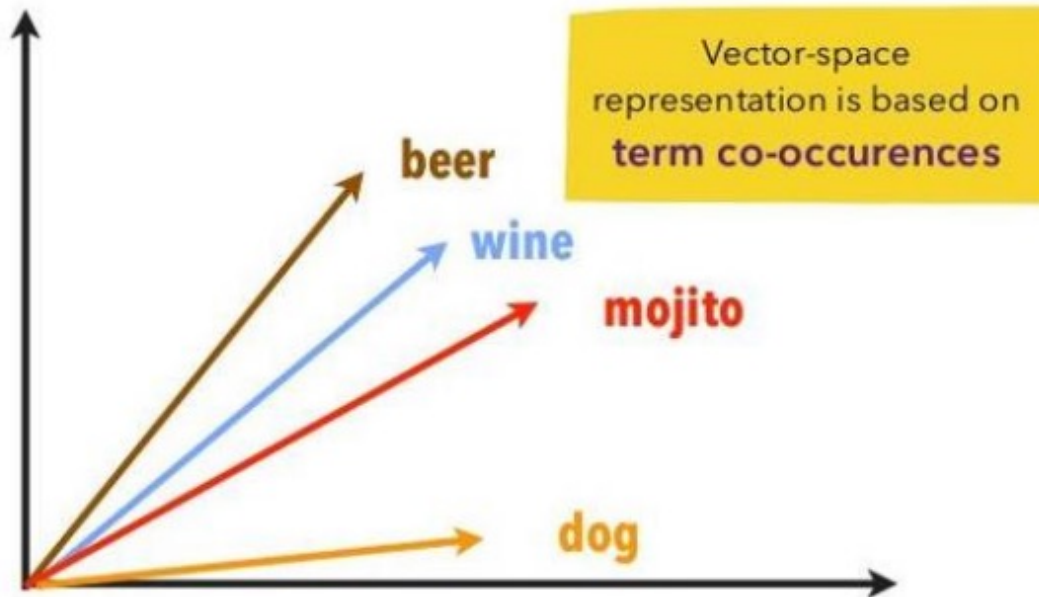 Vector-space
representation is based on
term co-occurences
beer
wine
mojito
dog